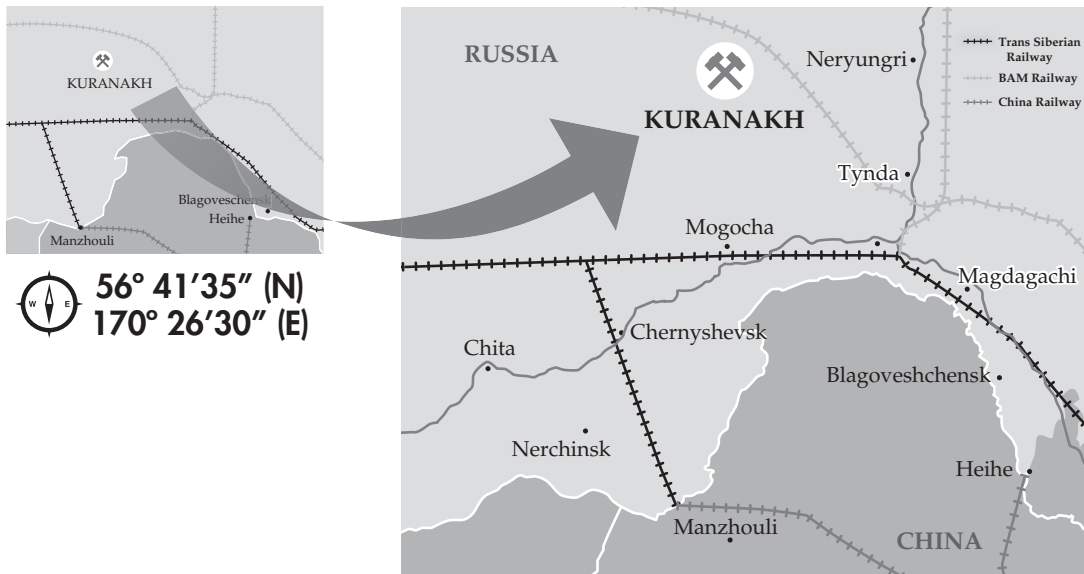 KURANAKH
Blagoveschensk
Heihe
Manzhouli
W E
56° 41’35” (N)
170° 26’30” (E)
RUSSIA
Neryungri
Trans Siberian
Railway
BAM Railway
China Railway
KURANAKH
Tynda
Mogocha
Magdagachi
Chernyshevsk
Chita
Blagoveshchensk
Nerchinsk
Heihe
Manzhouli
CHINA